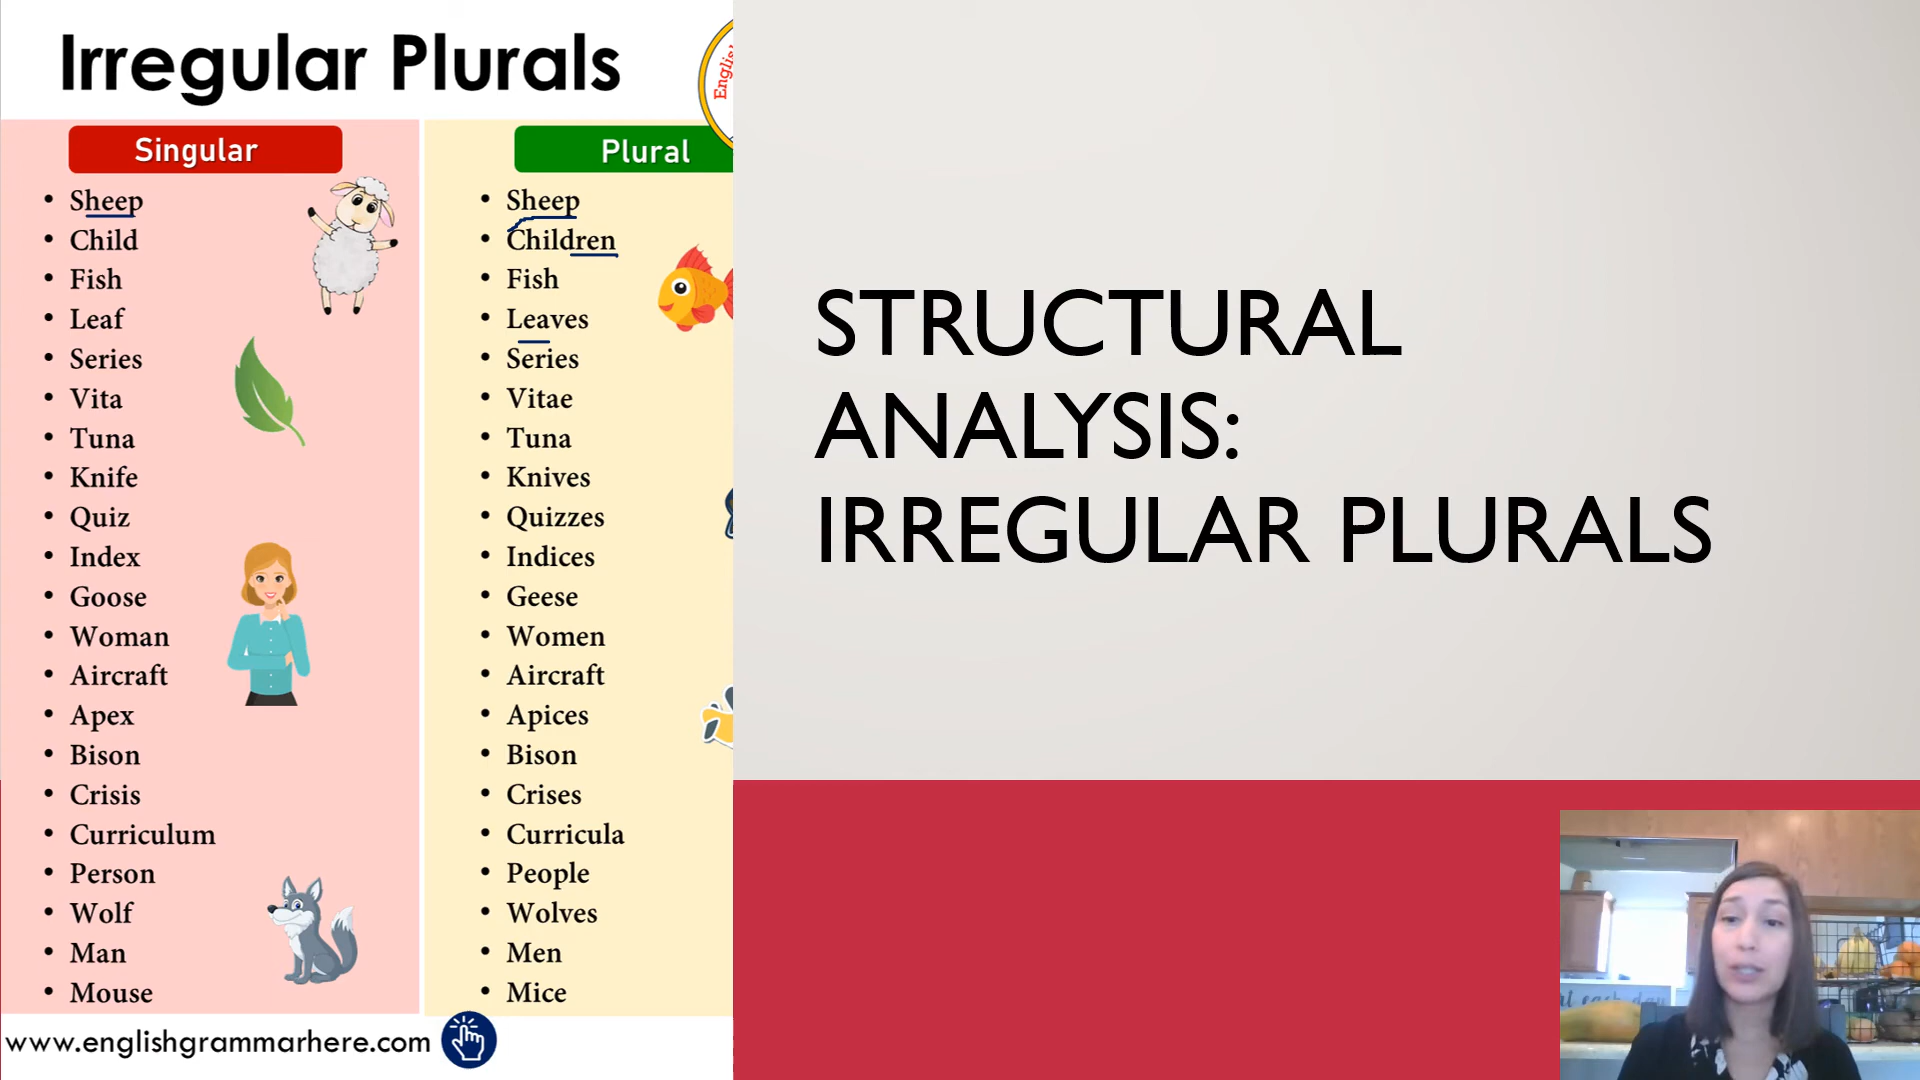 Irregular Plurals
English
Singular
Plural
• Sheep
• Child
• Fish
• Leaf
• Series
• Vita
• Tuna
• Knife
• Quiz
• Index
• Goose
• Woman
• Aircraft
• Apex
• Bison
• Crisis
• Curriculum
• Person
• Wolf
• Man
• Mouse
• Sheep
• Children
• Fish
• Leaves
• Series
• Vitae
• Tuna
• Knives
• Quizzes
• Indices
• Geese
• Women
• Aircraft
• Apices
• Bison
• Crises
• Curricula
• People
• Wolves
• Men
• Mice
www.englishgrammarhere.com
STRUCTURAL
ANALYSIS:
IRREGULAR PLURALS
day